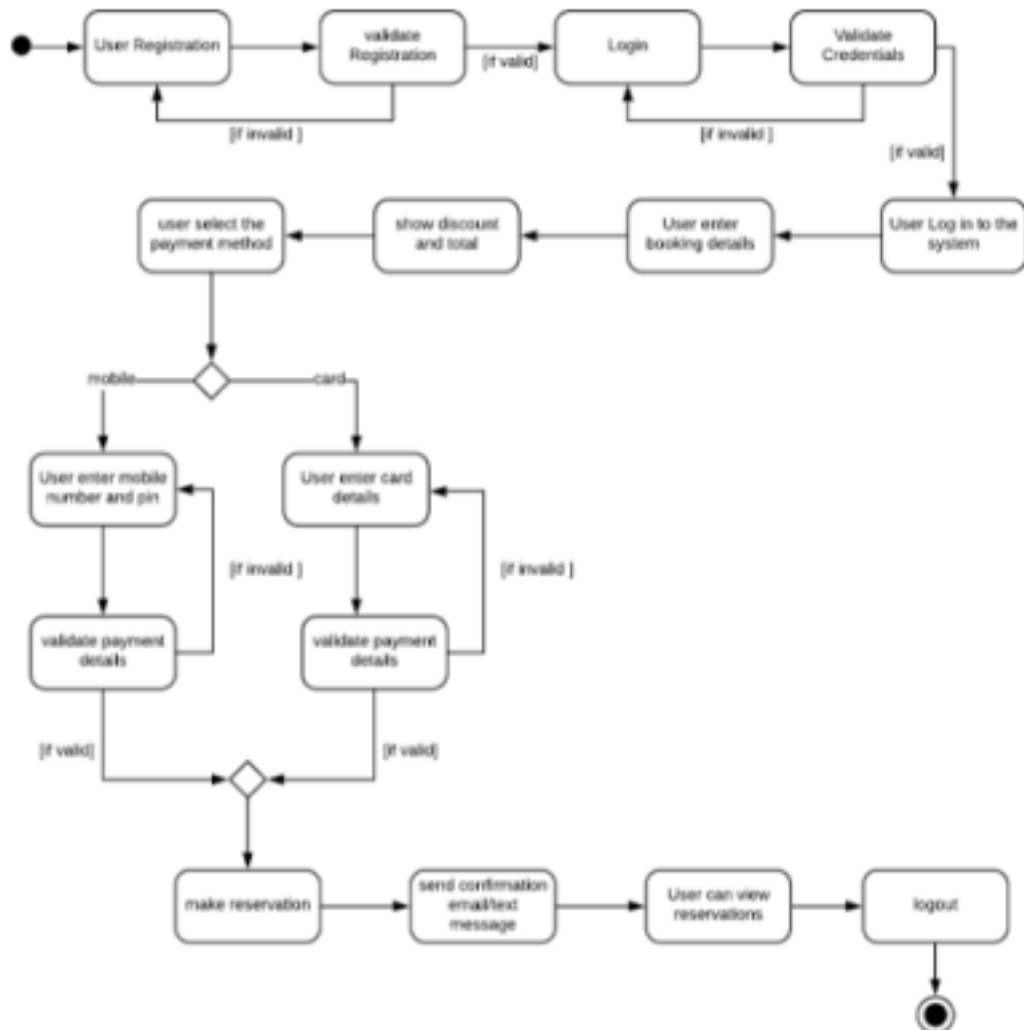 User Registration
validate
Registration
[if valid]
Login
Validate
Credentials
[if invalid ]
[if invalid ]
[if valid]
user select the
payment method
show discount
and total
User enter
booking details
User Log in to the
system
mobile
card
User enter mobile
number and pin
User enter card
details
[if invalid ]
[if invalid ]
validate payment
details
validate payment
details
[if valid]
[if valid]
make reservation
send confirmation
email/text
message
User can view
reservations
logout